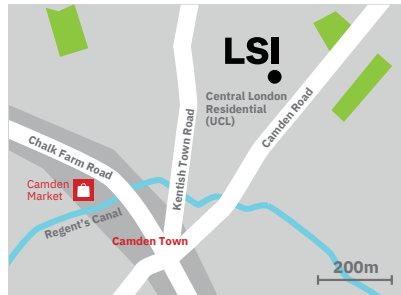 LSI
Central London
Residential
(UCL)
Camden Road
Kentish Town Road
Chalk Farm Road
Camden
Market
Regent's Canal
Camden Town
200m